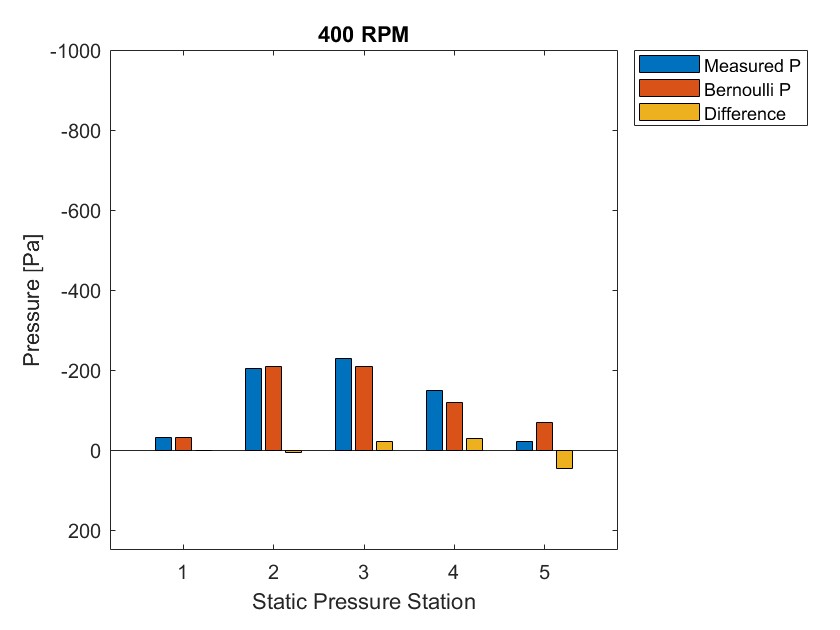 400 RPM
-1000
-800
-600
-400
-200
0
200
Pressure [Pa]
1 2 3 4 5
Static Pressure Station
Measured P
Bernoulli P
Difference